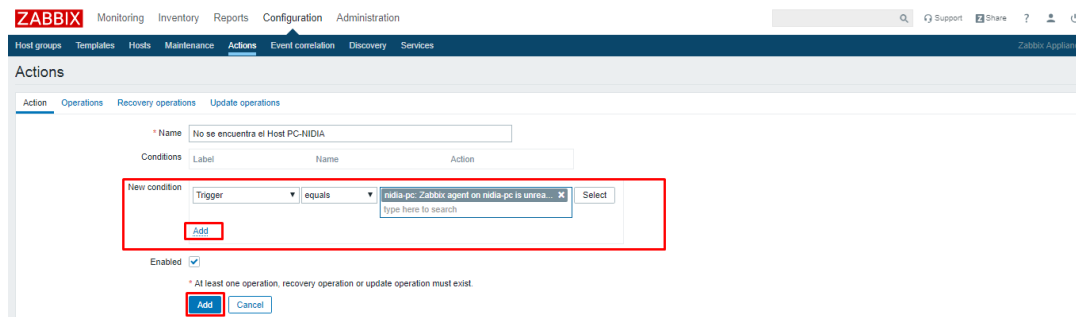 ZABBIX Monitoring Inventory Reports Configuration Administration Support Z Share ?
Host groups Templates Hosts Maintenance Actions Event correlation Discovery Services Zabbix Applian
Actions
Action Operations Recovery operations Update operations
* Name No se encuentra el Host PC-NIDIA
Conditions Label Name Action
New condition Trigger equals nidia-pc: Zabbix agent on nidia-pc is unrea... Select
type here to search
Add
Enabled
* At least one operation, recovery operation or update operation must exist.
Add Cancel